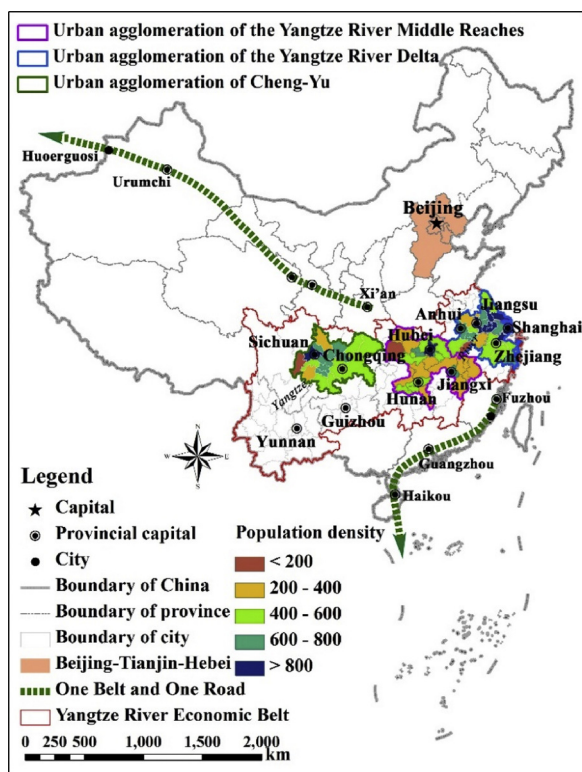 Urban agglomeration of the Yangtze River Middle Reaches
Urban agglomeration of the Yangtze River Delta
Urban agglomeration of Cheng-Yu
Huoerguosi
Urumchi
Beijing
Xi'an
Jiangsu
Anhui
Shanghai
Hubei
Sichuan
Chongqing
Zhejiang
Yangtze
Jiangxi
Hunan
Fuzhou
Guizhou
Yunnan
Guangzhou
Haikou
N
W
E
S
Legend
Capital
Provincial capital
City
Boundary of China
Boundary of province
Boundary of city
Beijing-Tianjin-Hebei
One Belt and One Road
Yangtze River Economic Belt
Population density
< 200
200 - 400
400 - 600
600 - 800
> 800
0 250 500 1,000 1,500 2,000
km